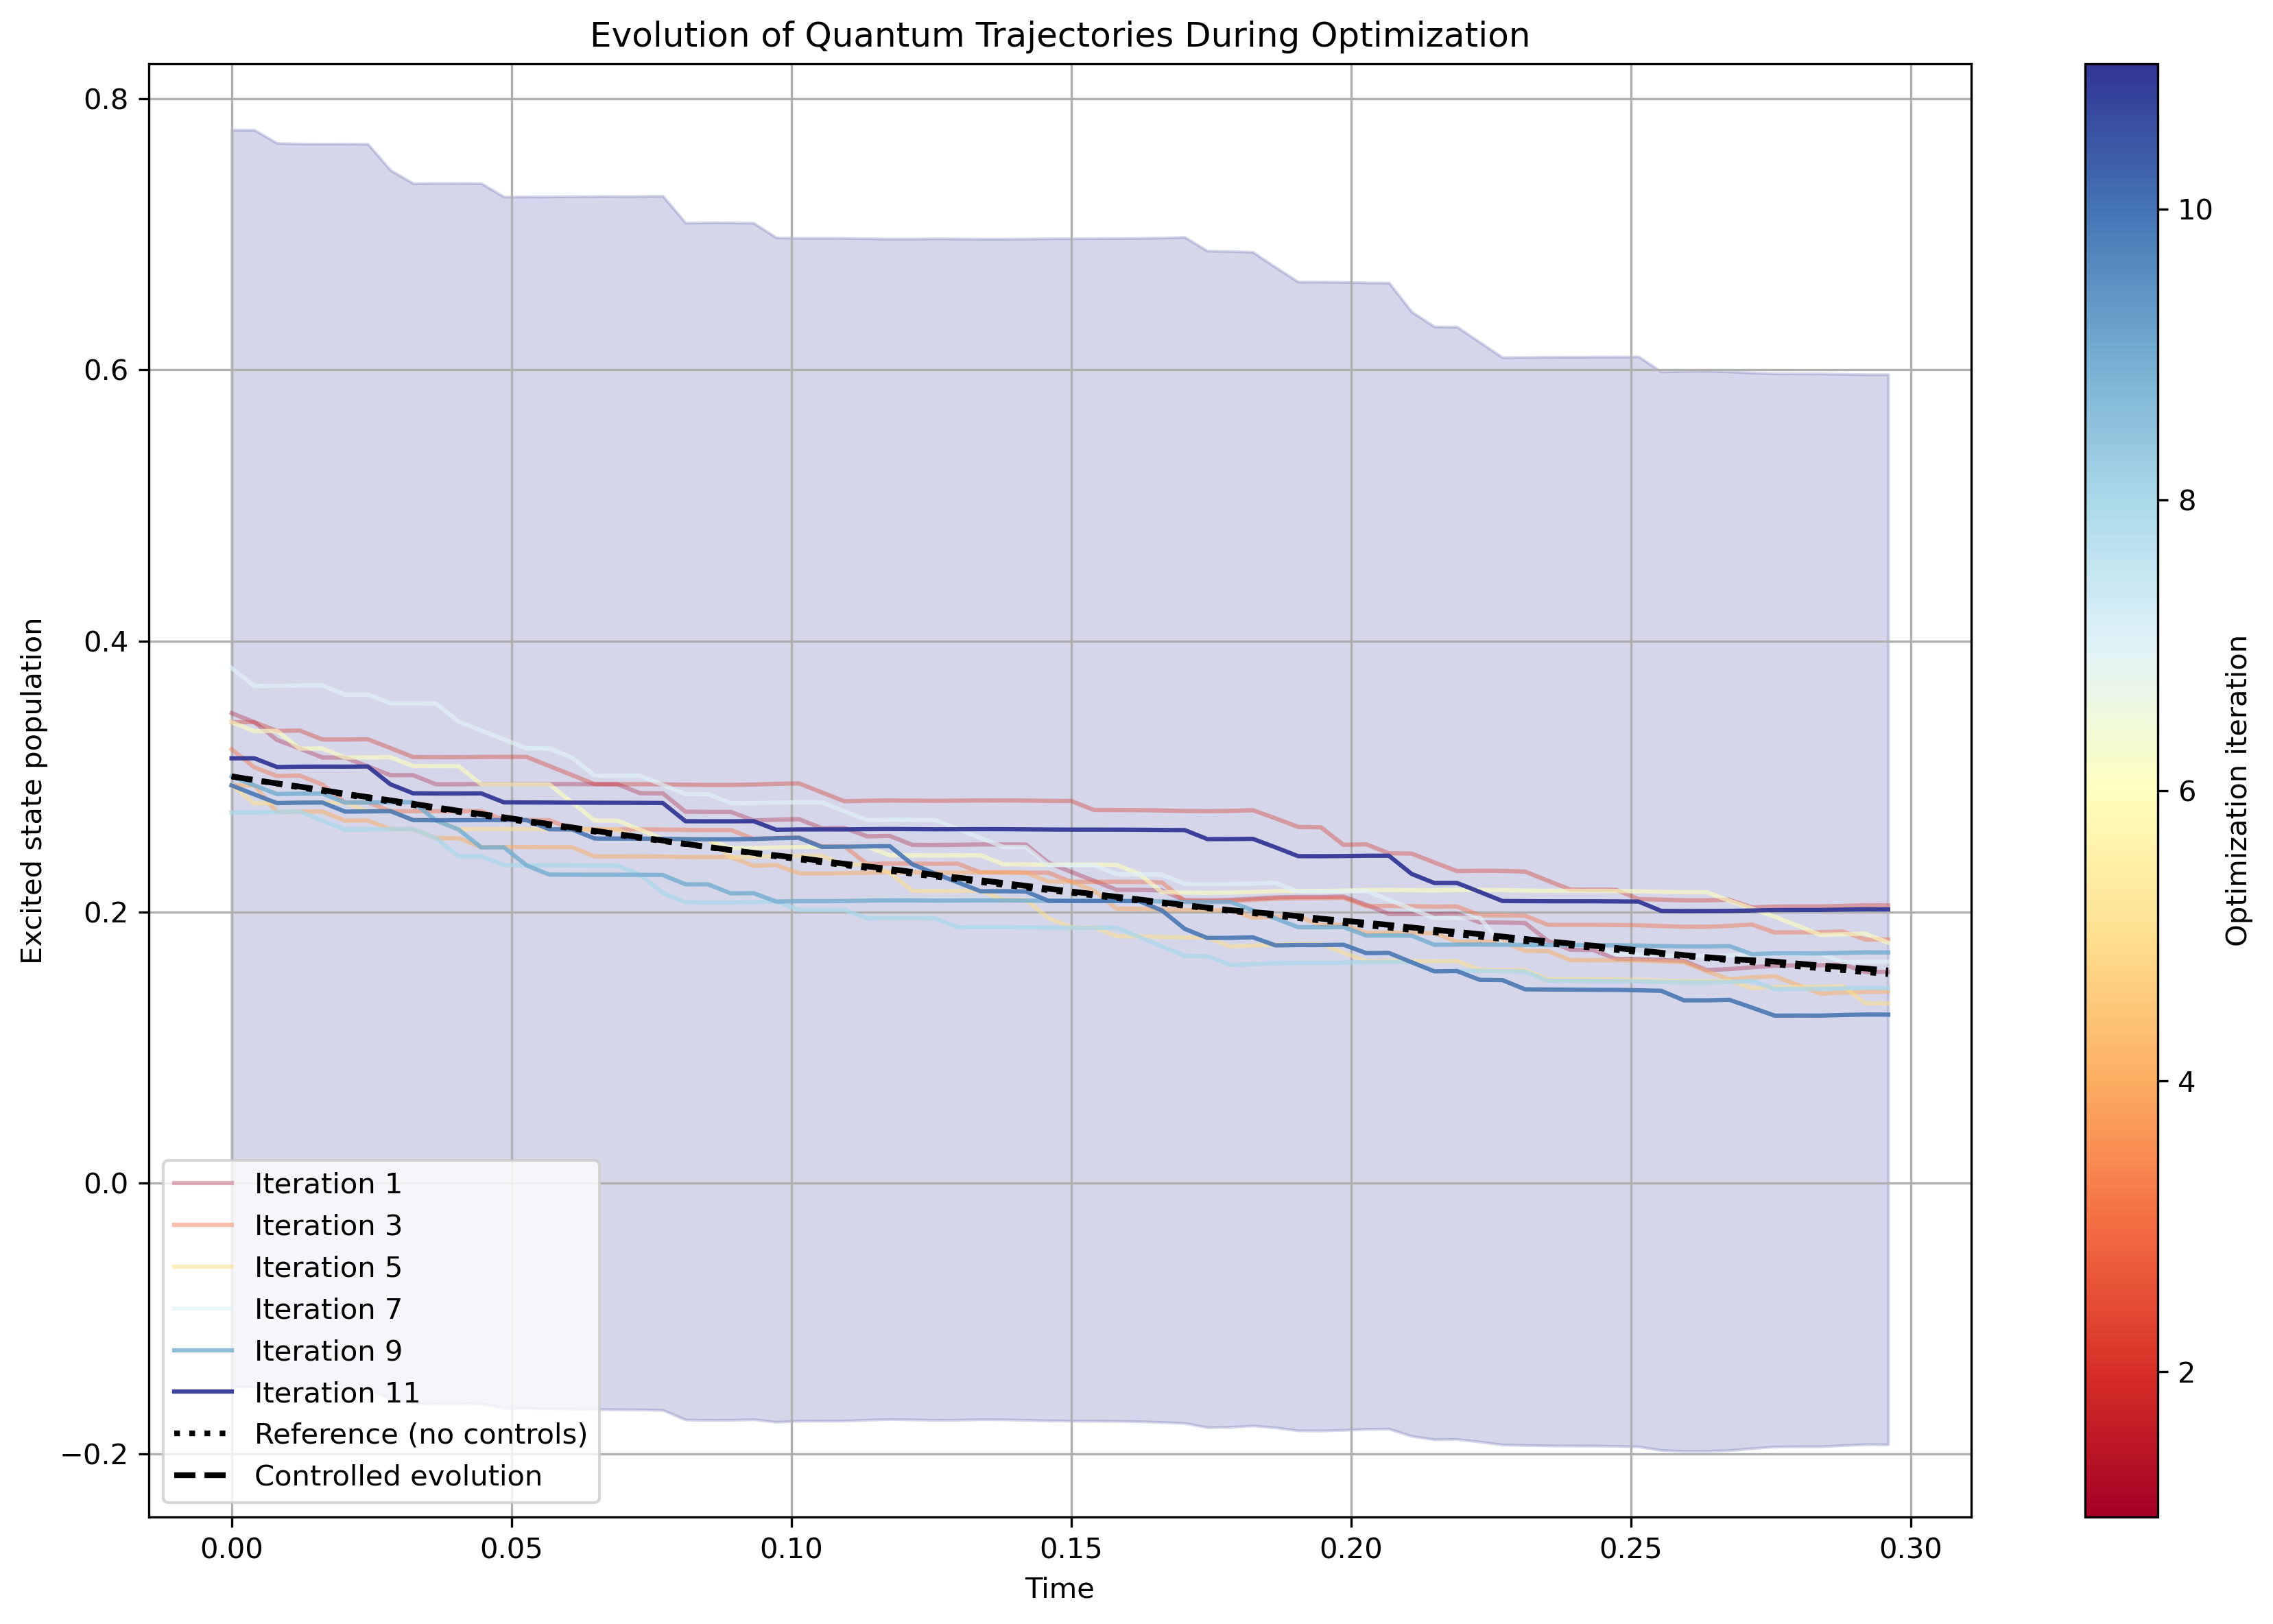 Evolution of Quantum Trajectories During Optimization
Excited state population
0.8
0.6
0.4
0.2
0.0
−0.2
Iteration 1
Iteration 3
Iteration 5
Iteration 7
Iteration 9
Iteration 11
Reference (no controls)
Controlled evolution
0.00 0.05 0.10 0.15 0.20 0.25 0.30
Time
10
8
6
4
2
Optimization iteration